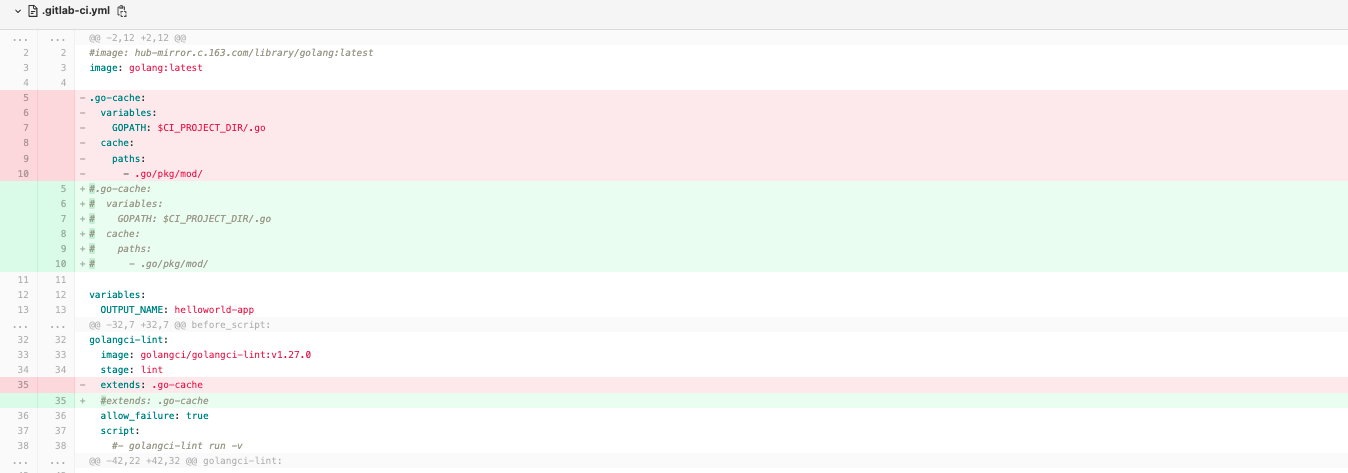 .gitlab-ci.yml
... ... @@ -2,12 +2,12 @@
2 2 #image: hub-mirror.c.163.com/library/golang:latest
3 3 image: golang:latest
4 4
5 - .go-cache:
6 -   variables:
7 -     GOPATH: $CI_PROJECT_DIR/.go
8 -   cache:
9 -     paths:
10 -       - .go/pkg/mod/
5 + #.go-cache:
6 + #  variables:
7 + #    GOPATH: $CI_PROJECT_DIR/.go
8 + #  cache:
9 + #    paths:
10 + #      - .go/pkg/mod/
11 11
12 12 variables:
13 13   OUTPUT_NAME: helloworld-app
... ... @@ -32,7 +32,7 @@ before_script:
32 32 golangci-lint:
33 33   image: golangci/golangci-lint:v1.27.0
34 34   stage: lint
35 -   extends: .go-cache
35 +   #extends: .go-cache
36 36   allow_failure: true
37 37   script:
38 38     #- golangci-lint run -v
... ... @@ -42,22 +42,32 @@ golangci-lint: